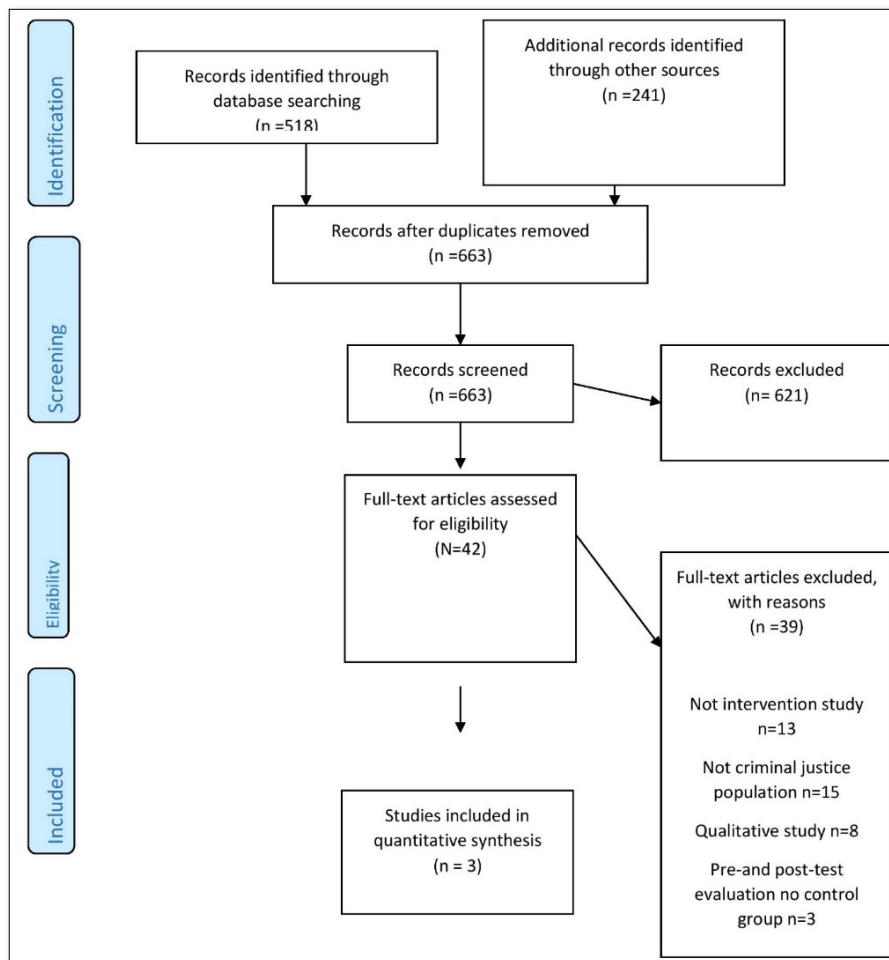 Identification
Records identified through
database searching
(n =518)
Additional records identified
through other sources
(n =241)
Screening
Records after duplicates removed
(n =663)
Records screened
(n =663)
Records excluded
(n= 621)
Eligibility
Full-text articles assessed
for eligibility
(N=42)
Full-text articles excluded,
with reasons
(n =39)
Not intervention study
n=13
Not criminal justice
population n=15
Qualitative study n=8
Pre-and post-test
evaluation no control
group n=3
Included
Studies included in
quantitative synthesis
(n = 3)